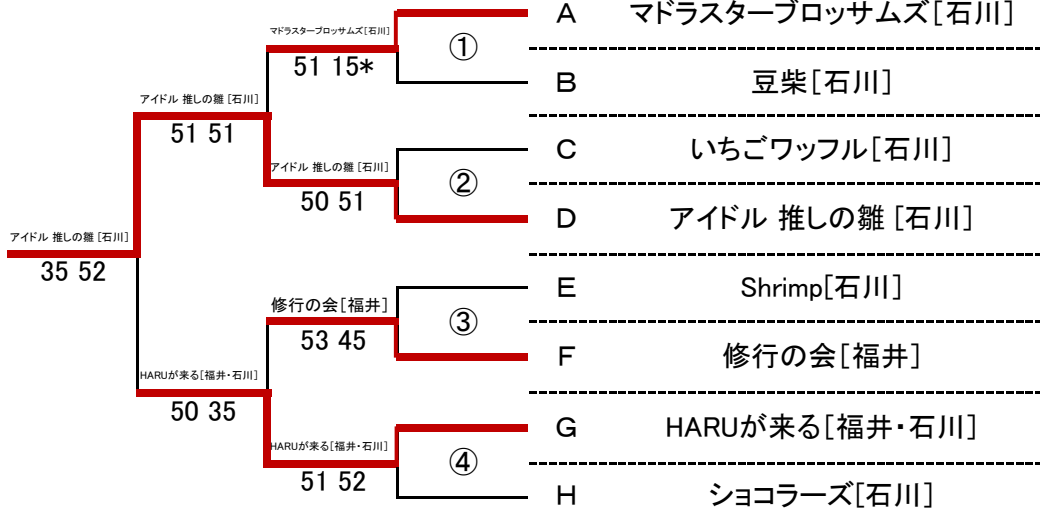 A マドラスターブロッサムズ[石川]
マドラスターブロッサムズ[石川]
①
51 15*
B 豆柴[石川]
アイドル 推しの雛 [石川]
51 51
C いちごワッフル[石川]
アイドル 推しの雛 [石川]
②
50 51
D アイドル 推しの雛 [石川]
アイドル 推しの雛 [石川]
35 52
E Shrimp[石川]
修行の会[福井]
③
53 45
F 修行の会[福井]
HARUが来る[福井・石川]
50 35
G HARUが来る[福井・石川]
HARUが来る[福井・石川]
④
51 52
H ショコラーズ[石川]